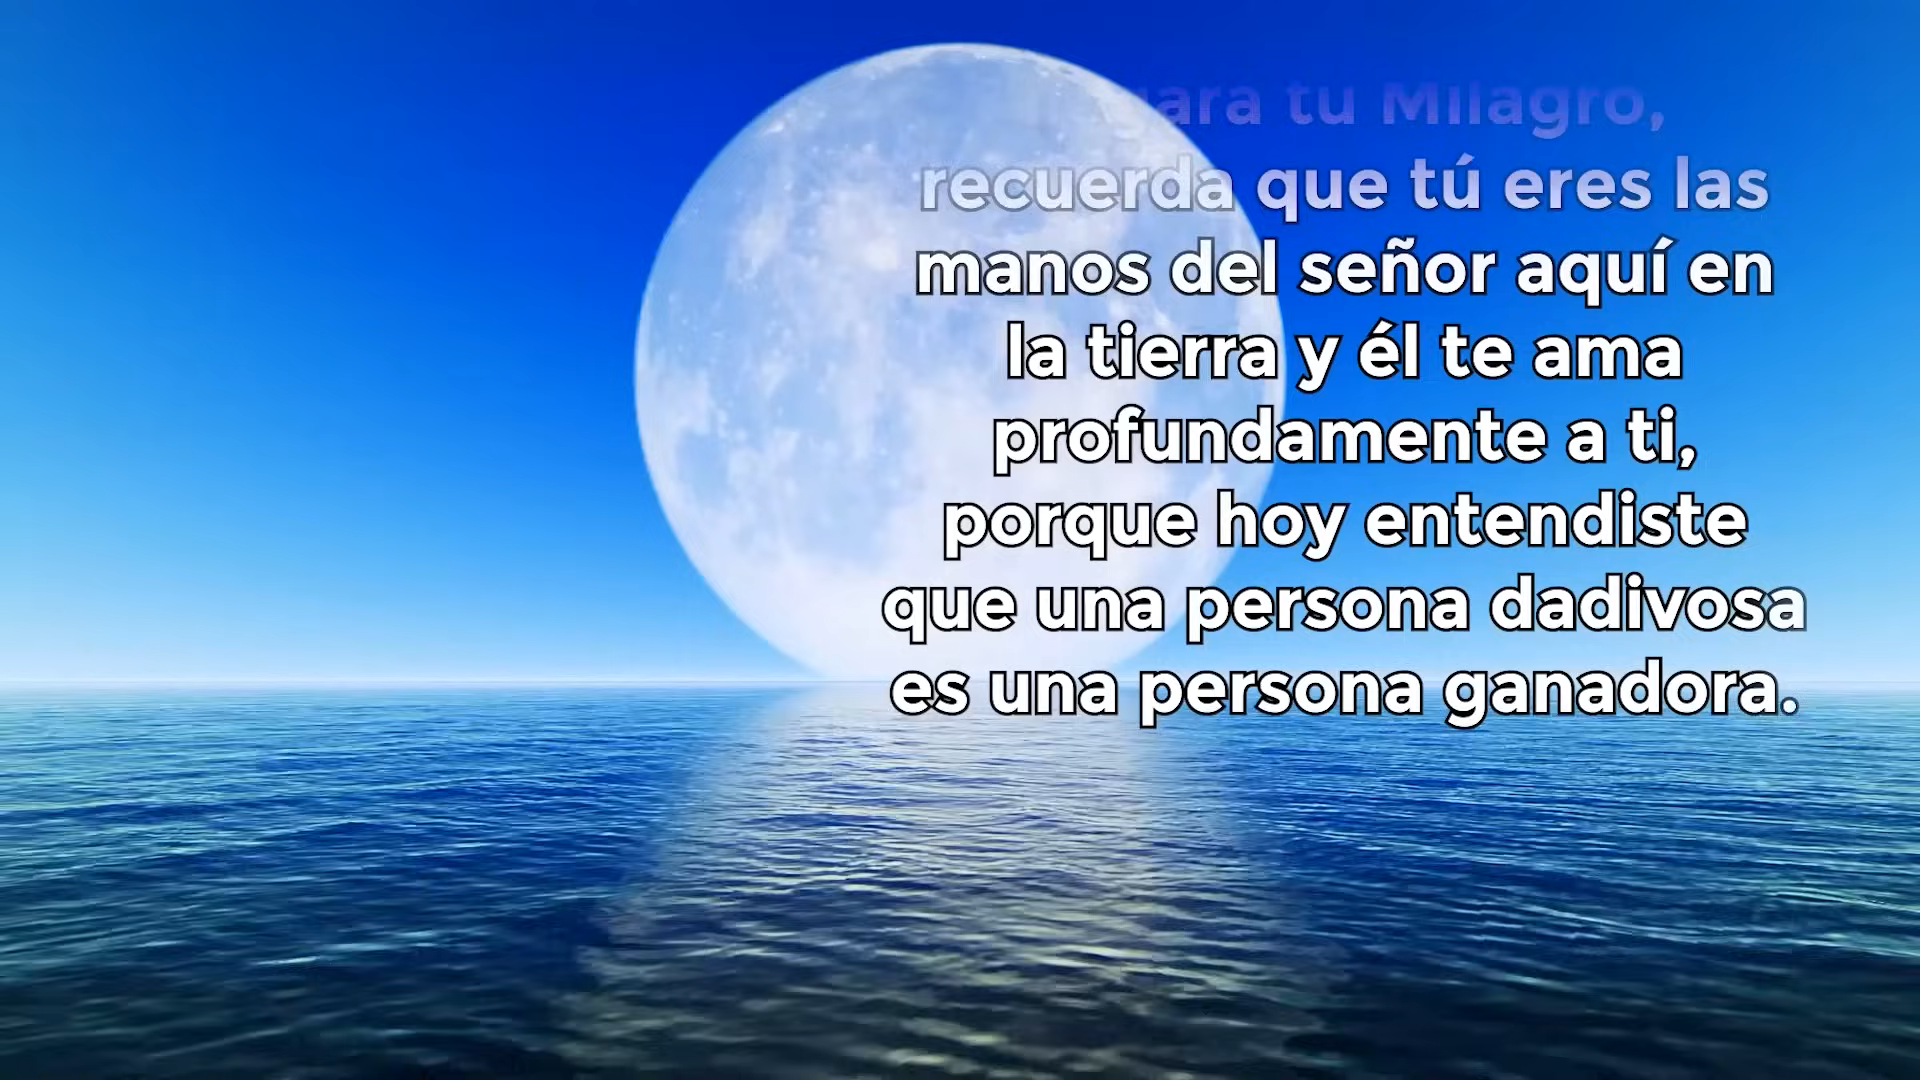 tu Milagro,
recuerda que tú eres las
manos del señor aquí en
la tierra y él te ama
profundamente a ti,
porque hoy entendiste
que una persona dadivosa
es una persona ganadora.